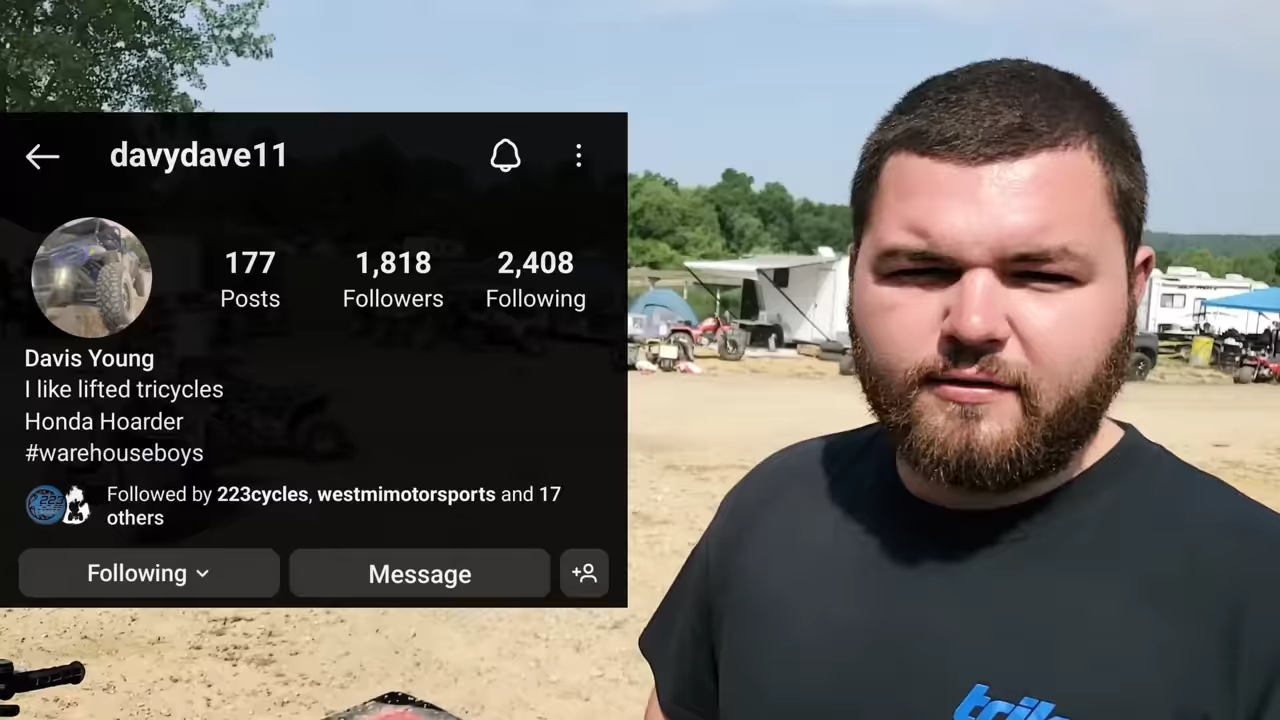 davydave11
177 1,818 2,408
Posts Followers Following
Davis Young
I like lifted tricycles
Honda Hoarder
#warehouseboys
Followed by 223cycles, westmimotorsports and 17
others
Following Message